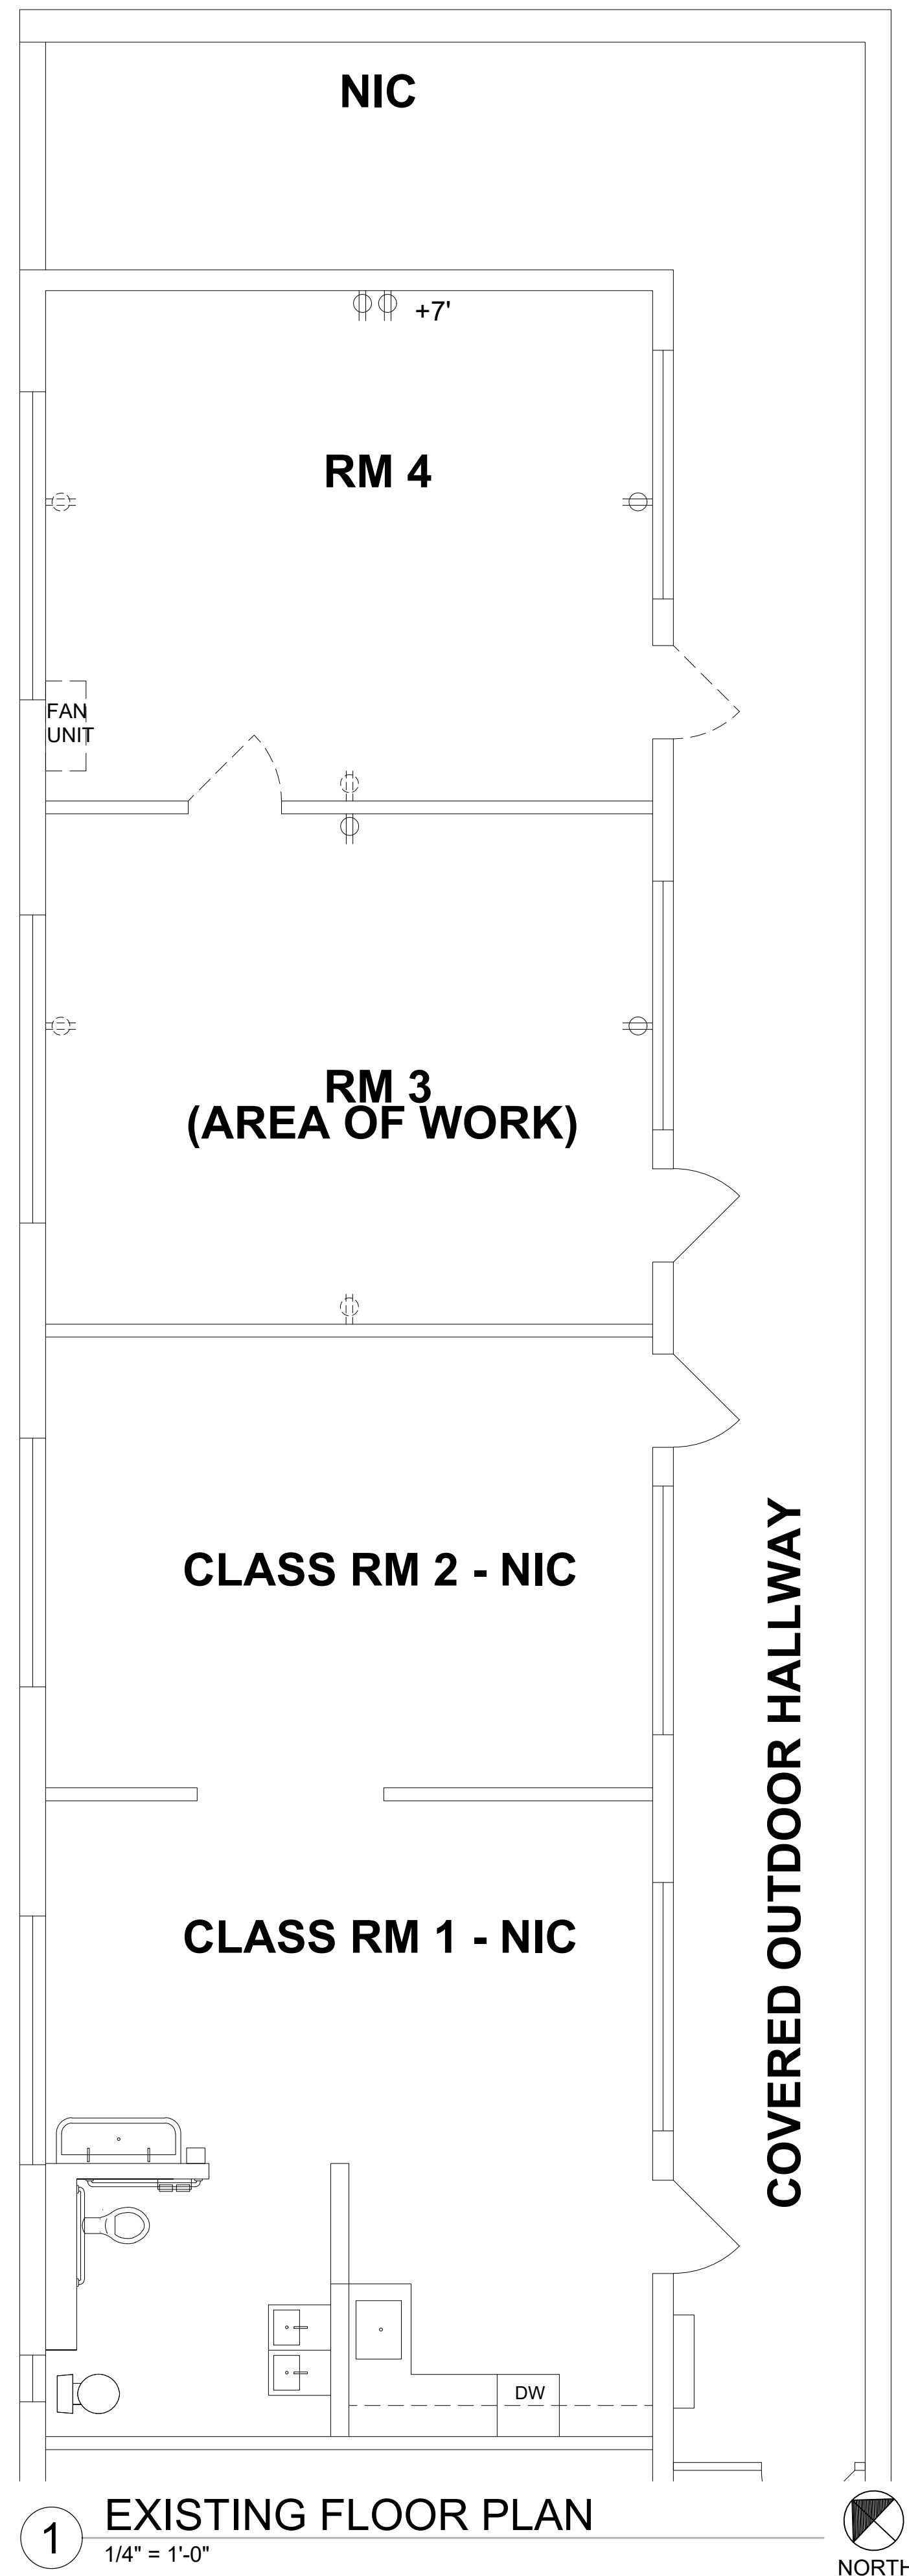 NIC
+7'
RM 4
FAN
UNIT
RM 3
(AREA OF WORK)
CLASS RM 2 - NIC
COVERED OUTDOOR HALLWAY
CLASS RM 1 - NIC
DW
1
EXISTING FLOOR PLAN
1/4" = 1'-0"
NORTH